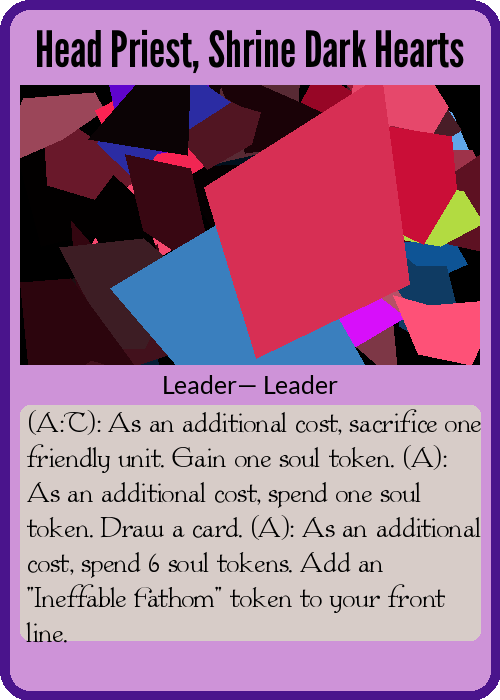 Head Priest, Shrine Dark Hearts
Leader— Leader
(A:T): As an additional cost, sacrifice one
friendly unit. Gain one soul token. (A):
As an additional cost, spend one soul
token. Draw a card. (A): As an additional
cost, spend 6 soul tokens. Add an
"Ineffable Fathom" token to your front
line.